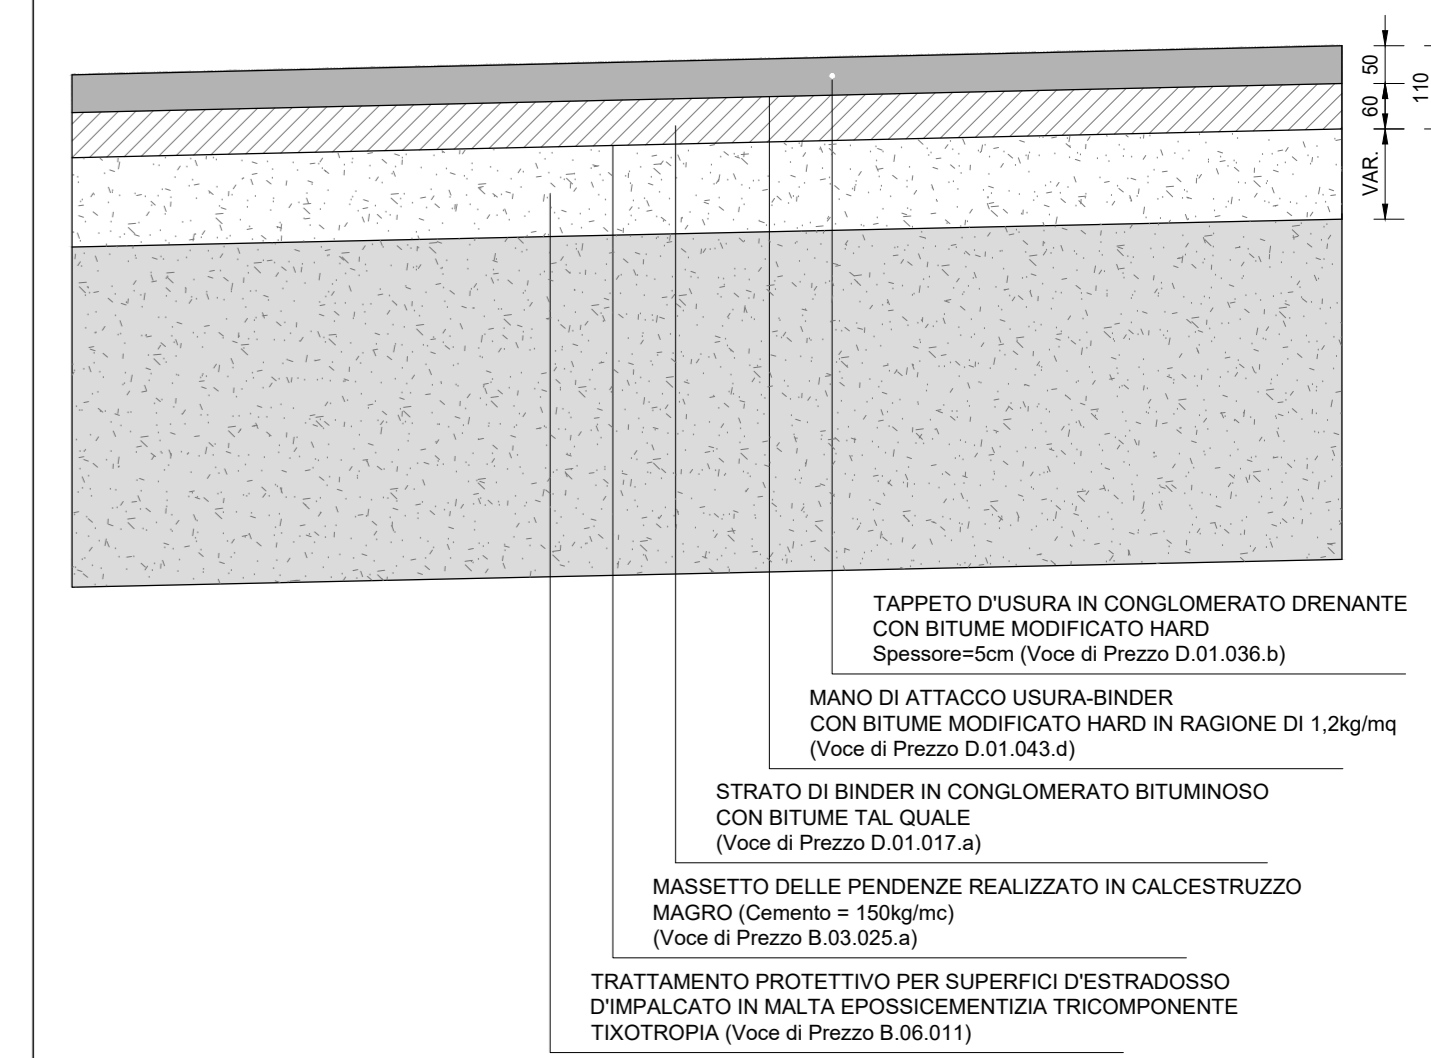 50
60
110
VAR.
TAPPETO D'USURA IN CONGLOMERATO DRENANTE
CON BITUME MODIFICATO HARD
Spessore=5cm (Voce di Prezzo D.01.036.b)
MANO DI ATTACCO USURA-BINDER
CON BITUME MODIFICATO HARD IN RAGIONE DI 1,2kg/mq
(Voce di Prezzo D.01.043.d)
STRATO DI BINDER IN CONGLOMERATO BITUMINOSO
CON BITUME TAL QUALE
(Voce di Prezzo D.01.017.a)
MASSETTO DELLE PENDENZE REALIZZATO IN CALCESTRUZZO
MAGRO (Cemento = 150kg/mc)
(Voce di Prezzo B.03.025.a)
TRATTAMENTO PROTETTIVO PER SUPERFICI D'ESTRADOSSO
D'IMPALCATO IN MALTA EPOSSICEMENTIZIA TRICOMPONENTE
TIXOTROPIA (Voce di Prezzo B.06.011)